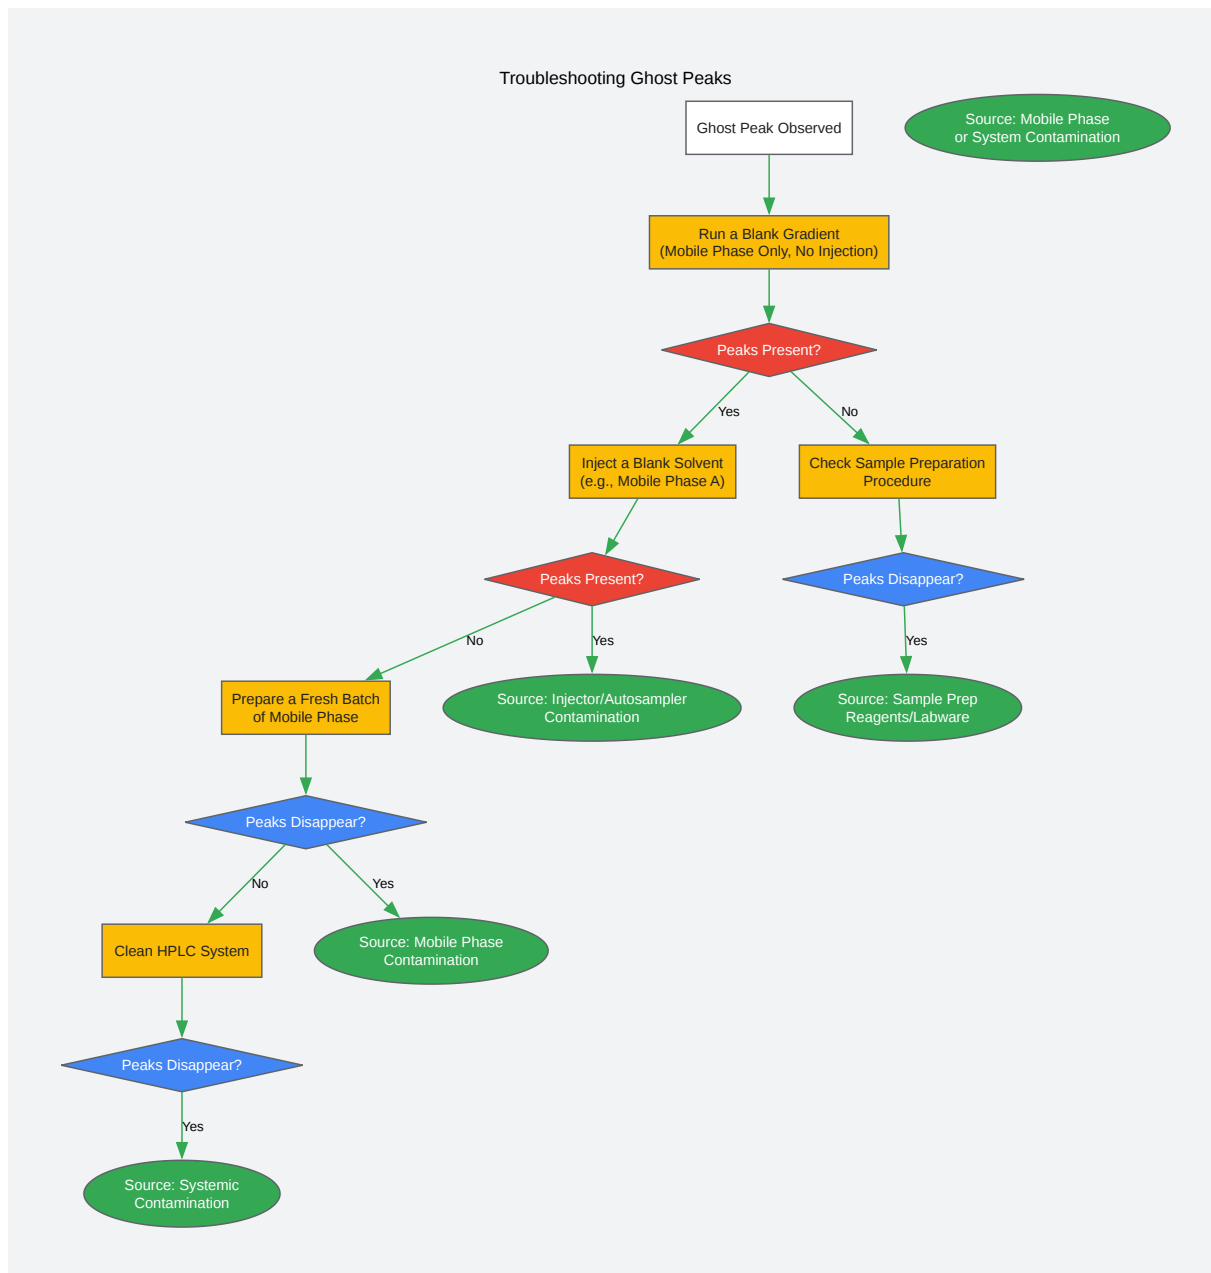 Troubleshooting Ghost Peaks
Ghost Peak Observed
Source: Mobile Phase
or System Contamination
Run a Blank Gradient
(Mobile Phase Only, No Injection)
Peaks Present?
Yes
No
Inject a Blank Solvent
(e.g., Mobile Phase A)
Check Sample Preparation
Procedure
Peaks Present?
Peaks Disappear?
No
Yes
Yes
Prepare a Fresh Batch
of Mobile Phase
Source: Injector/Autosampler
Contamination
Source: Sample Prep
Reagents/Labware
Peaks Disappear?
No
Yes
Clean HPLC System
Source: Mobile Phase
Contamination
Peaks Disappear?
Yes
Source: Systemic
Contamination